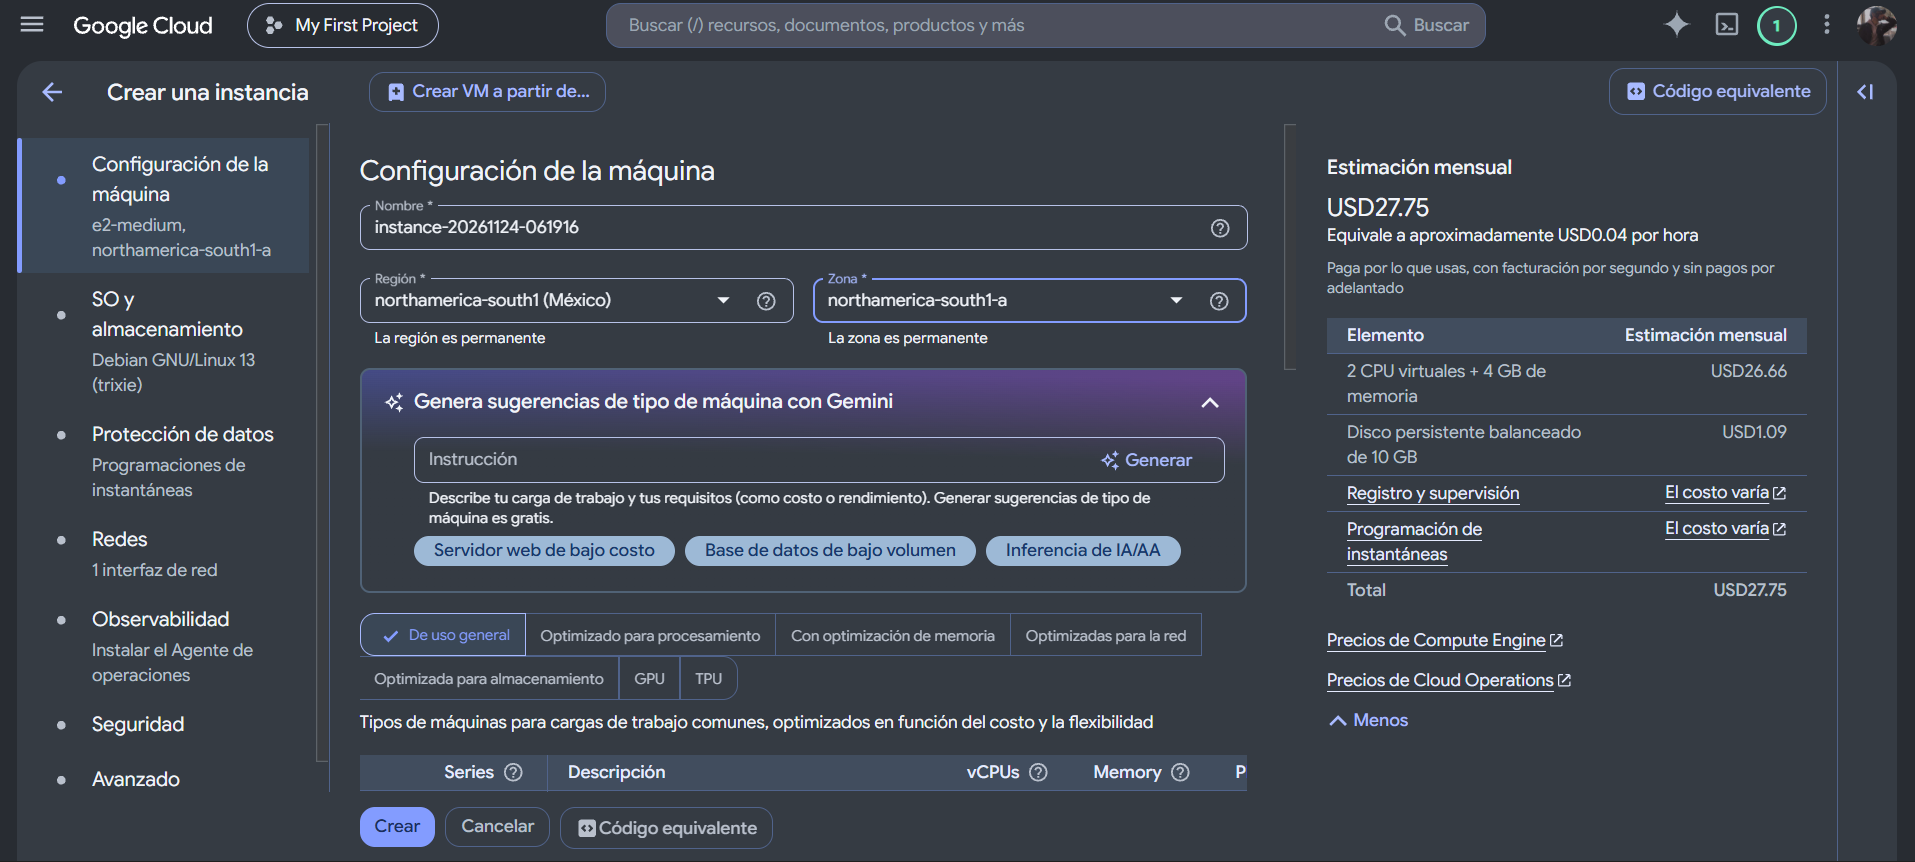 Google Cloud
My First Project
Buscar (/) recursos, documentos, productos y más
Buscar
1
Crear una instancia
Crear VM a partir de...
Código equivalente
Configuración de la
máquina
e2-medium,
northamerica-south1-a
SO y
almacenamiento
Debian GNU/Linux 13
(trixie)
Protección de datos
Programaciones de
instantáneas
Redes
1 interfaz de red
Observabilidad
Instalar el Agente de
operaciones
Seguridad
Avanzado
Configuración de la máquina
Nombre *
instance-20261124-061916
Región *
northamerica-south1 (México)
La región es permanente
Zona *
northamerica-south1-a
La zona es permanente
Genera sugerencias de tipo de máquina con Gemini
Instrucción
Generar
Describe tu carga de trabajo y tus requisitos (como costo o rendimiento). Generar sugerencias de tipo de
máquina es gratis.
Servidor web de bajo costo
Base de datos de bajo volumen
Inferencia de IA/AA
De uso general
Optimizado para procesamiento
Con optimización de memoria
Optimizadas para la red
Optimizada para almacenamiento
GPU
TPU
Tipos de máquinas para cargas de trabajo comunes, optimizados en función del costo y la flexibilidad
Series
Descripción
vCPUs
Memory
P
Crear
Cancelar
Código equivalente
Estimación mensual
USD27.75
Equivale a aproximadamente USD0.04 por hora
Paga por lo que usas, con facturación por segundo y sin pagos por
adelantado
Elemento
Estimación mensual
2 CPU virtuales + 4 GB de
memoria
USD26.66
Disco persistente balanceado
de 10 GB
USD1.09
Registro y supervisión
El costo varía
Programación de
instantáneas
El costo varía
Total
USD27.75
Precios de Compute Engine
Precios de Cloud Operations
Menos